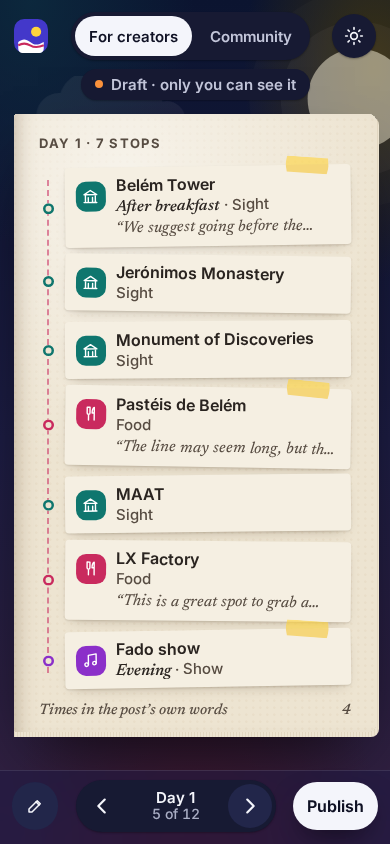 For creators
Community
Draft · only you can see it
DAY 1 · 7 STOPS
Belém Tower
After breakfast · Sight
“We suggest going before the…
Jerónimos Monastery
Sight
Monument of Discoveries
Sight
Pastéis de Belém
Food
“The line may seem long, but th…
MAAT
Sight
LX Factory
Food
“This is a great spot to grab a…
Fado show
Evening · Show
Times in the post’s own words
4
Day 1
5 of 12
Publish